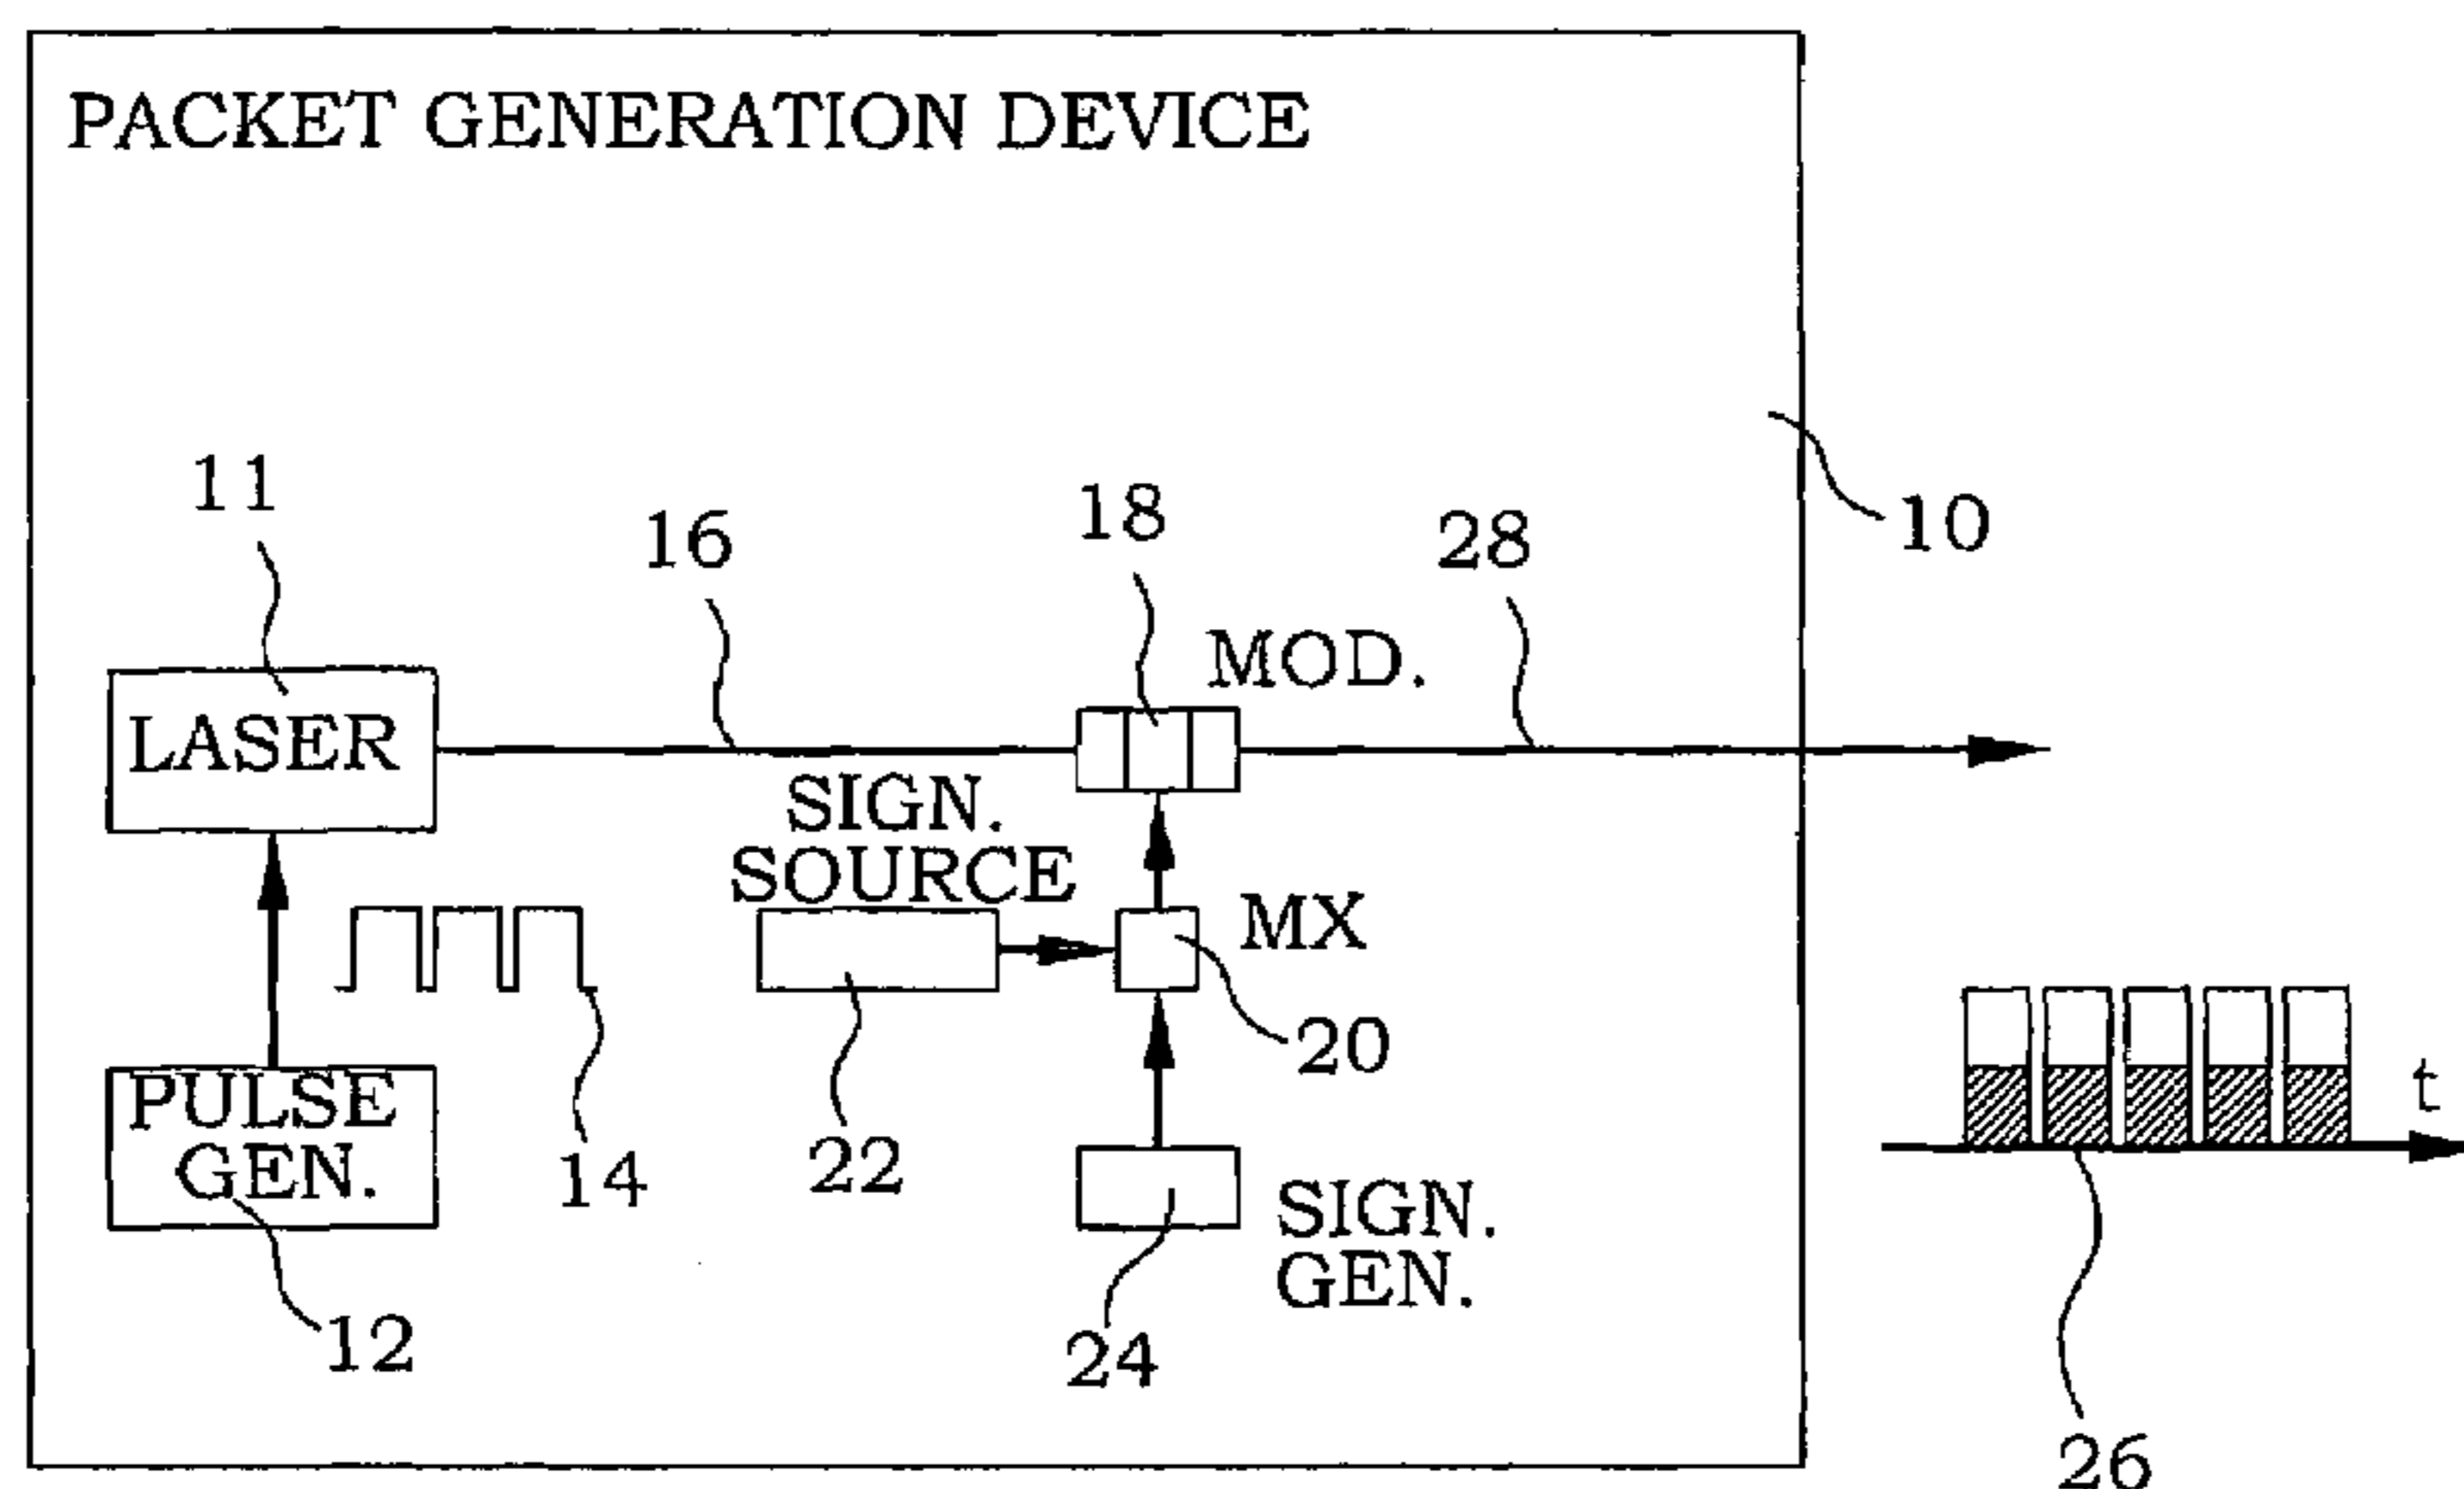 PACKET GENERATION DEVICE
11
16
18
28
10
MOD.
LASER
SIGN.
SOURCE
MX
20
PULSE
GEN.
14
22
t
SIGN.
GEN.
12
24
26